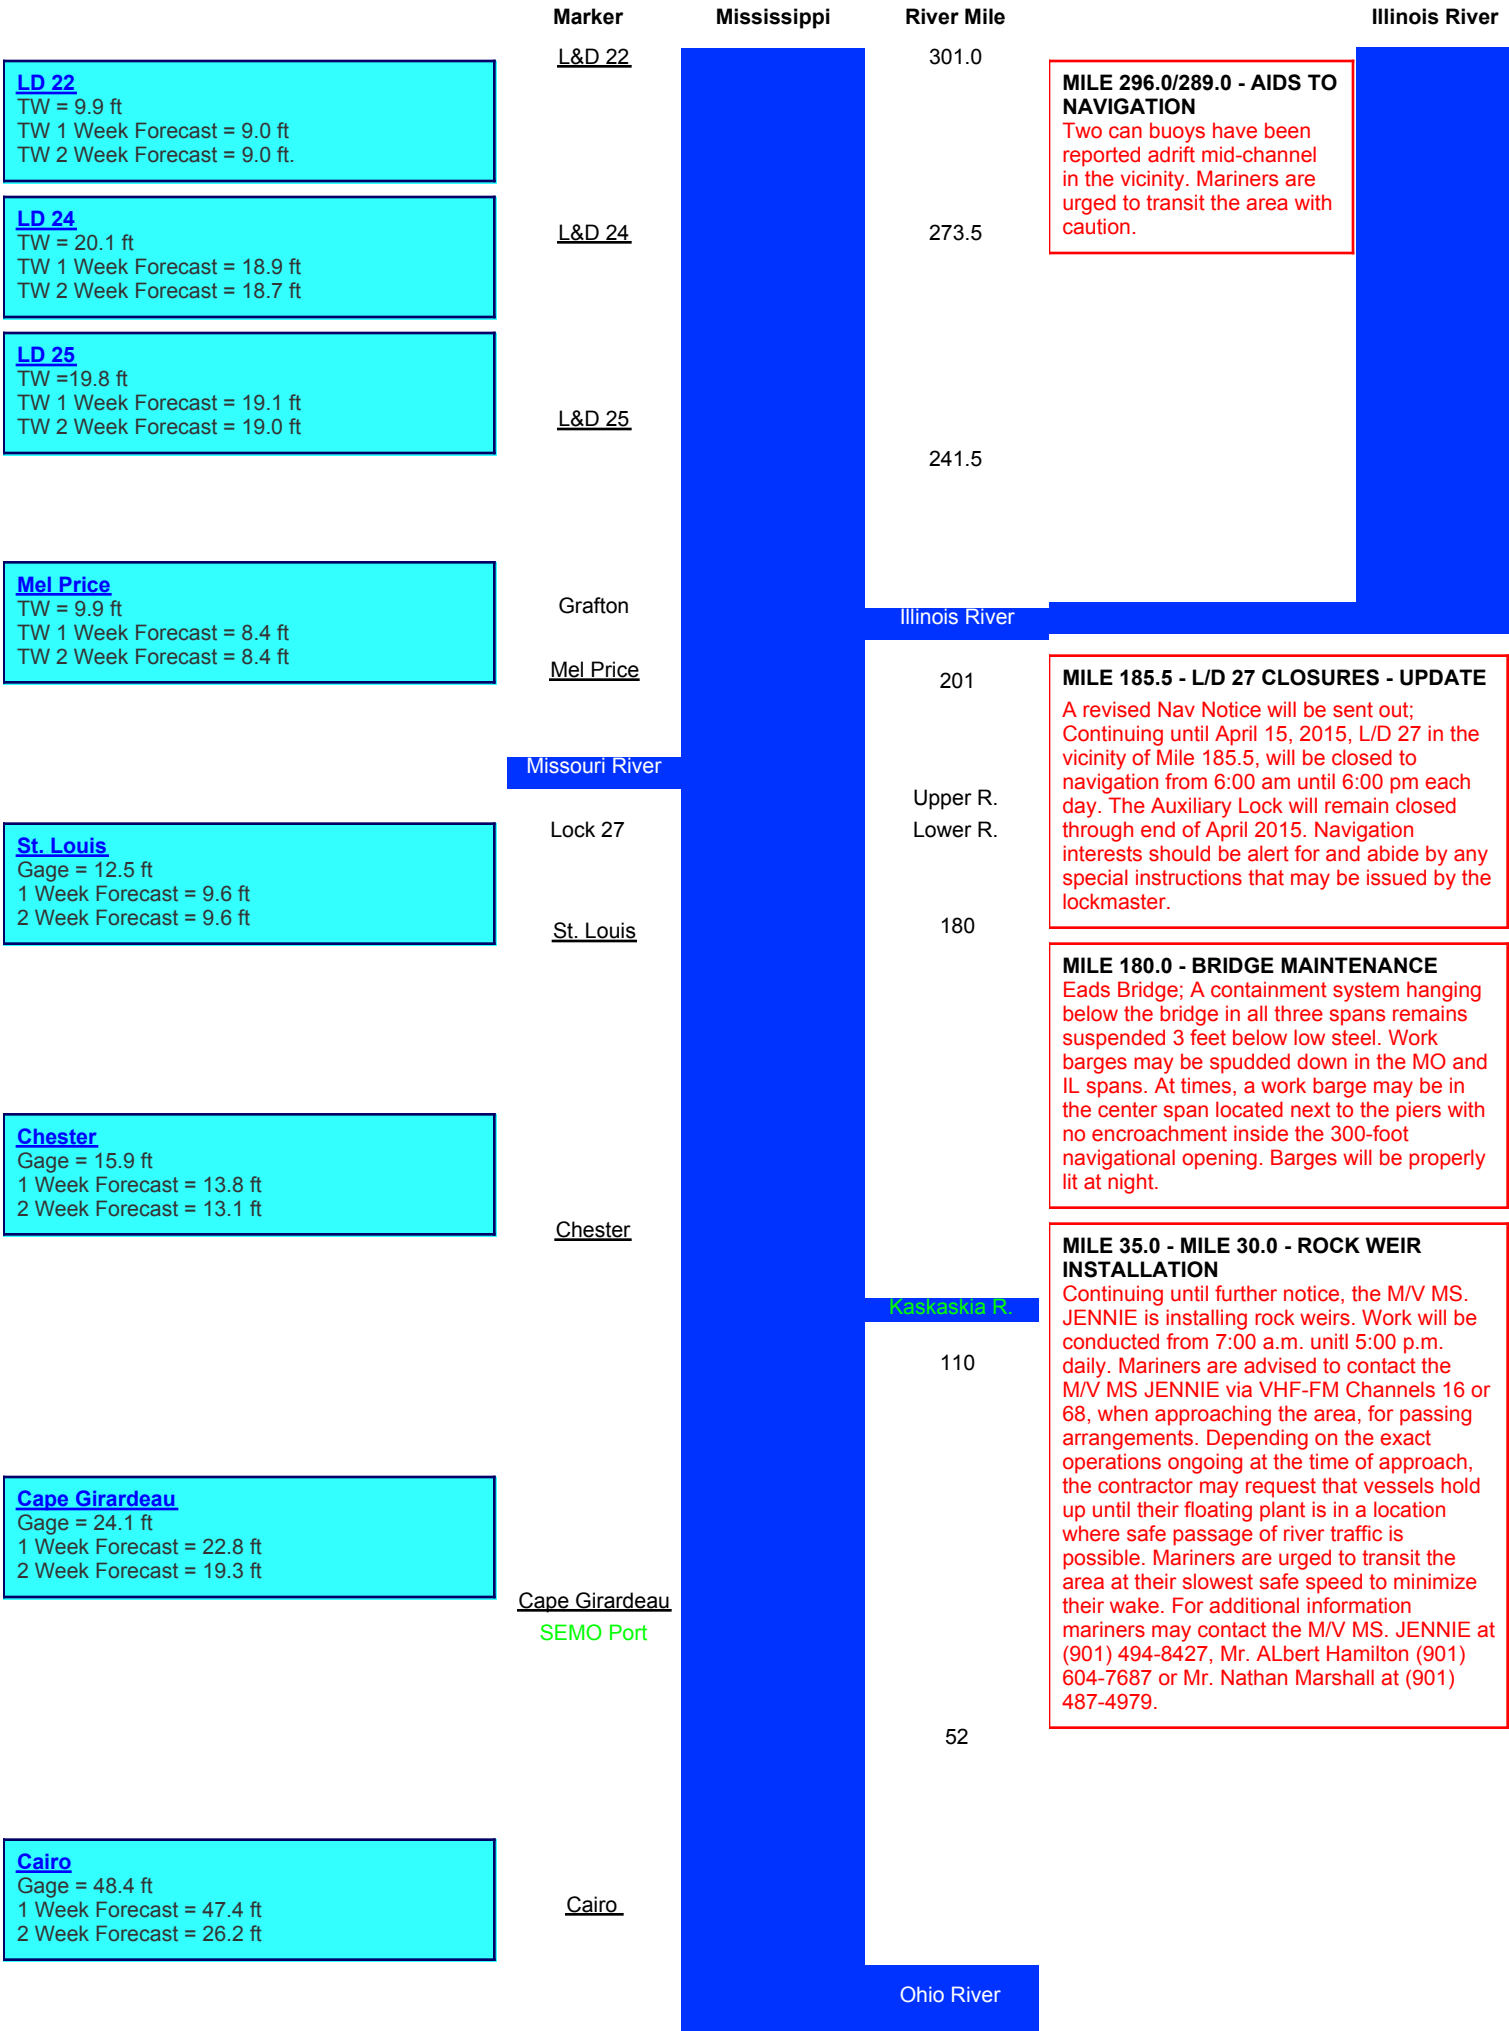 Marker
Mississippi
River Mile
Illinois River
L&D 22
301.0
LD 22
TW = 9.9 ft
TW 1 Week Forecast = 9.0 ft
TW 2 Week Forecast = 9.0 ft.
MILE 296.0/289.0 - AIDS TO
NAVIGATION
Two can buoys have been
reported adrift mid-channel
in the vicinity. Mariners are
urged to transit the area with
caution.
LD 24
TW = 20.1 ft
TW 1 Week Forecast = 18.9 ft
TW 2 Week Forecast = 18.7 ft
L&D 24
273.5
LD 25
TW =19.8 ft
TW 1 Week Forecast = 19.1 ft
TW 2 Week Forecast = 19.0 ft
L&D 25
241.5
Mel Price
TW = 9.9 ft
TW 1 Week Forecast = 8.4 ft
TW 2 Week Forecast = 8.4 ft
Grafton
Illinois River
Mel Price
201
MILE 185.5 - L/D 27 CLOSURES - UPDATE
A revised Nav Notice will be sent out;
Continuing until April 15, 2015, L/D 27 in the
vicinity of Mile 185.5, will be closed to
navigation from 6:00 am until 6:00 pm each
day. The Auxiliary Lock will remain closed
through end of April 2015. Navigation
interests should be alert for and abide by any
special instructions that may be issued by the
lockmaster.
Missouri River
Upper R.
Lock 27
Lower R.
St. Louis
Gage = 12.5 ft
1 Week Forecast = 9.6 ft
2 Week Forecast = 9.6 ft
St. Louis
180
MILE 180.0 - BRIDGE MAINTENANCE
Eads Bridge; A containment system hanging
below the bridge in all three spans remains
suspended 3 feet below low steel. Work
barges may be spudded down in the MO and
IL spans. At times, a work barge may be in
the center span located next to the piers with
no encroachment inside the 300-foot
navigational opening. Barges will be properly
lit at night.
Chester
Gage = 15.9 ft
1 Week Forecast = 13.8 ft
2 Week Forecast = 13.1 ft
Chester
Kaskaskia R.
110
MILE 35.0 - MILE 30.0 - ROCK WEIR
INSTALLATION
Continuing until further notice, the M/V MS.
JENNIE is installing rock weirs. Work will be
conducted from 7:00 a.m. unitl 5:00 p.m.
daily. Mariners are advised to contact the
M/V MS JENNIE via VHF-FM Channels 16 or
68, when approaching the area, for passing
arrangements. Depending on the exact
operations ongoing at the time of approach,
the contractor may request that vessels hold
up until their floating plant is in a location
where safe passage of river traffic is
possible. Mariners are urged to transit the
area at their slowest safe speed to minimize
their wake. For additional information
mariners may contact the M/V MS. JENNIE at
(901) 494-8427, Mr. ALbert Hamilton (901)
604-7687 or Mr. Nathan Marshall at (901)
487-4979.
Cape Girardeau
Gage = 24.1 ft
1 Week Forecast = 22.8 ft
2 Week Forecast = 19.3 ft
Cape Girardeau
SEMO Port
52
Cairo
Gage = 48.4 ft
1 Week Forecast = 47.4 ft
2 Week Forecast = 26.2 ft
Cairo
Ohio River